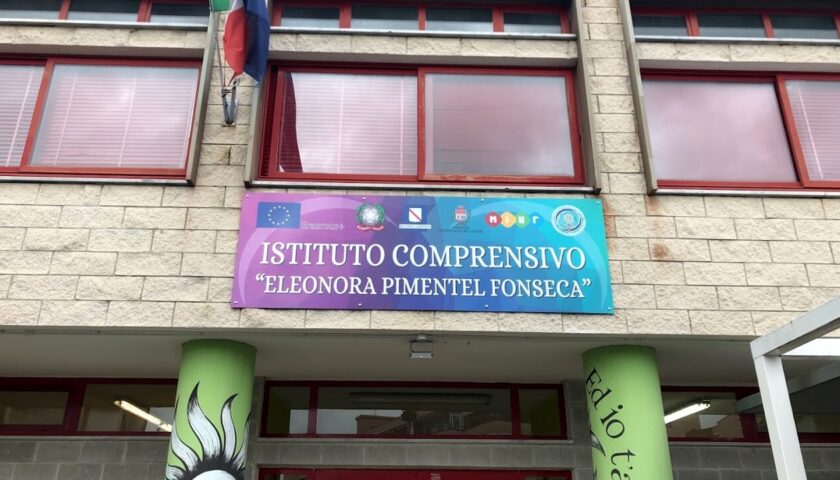 miur
ISTITUTO COMPRENSIVO
“ELEONORA PIMENTEL FONSECA”
Ed io t'a